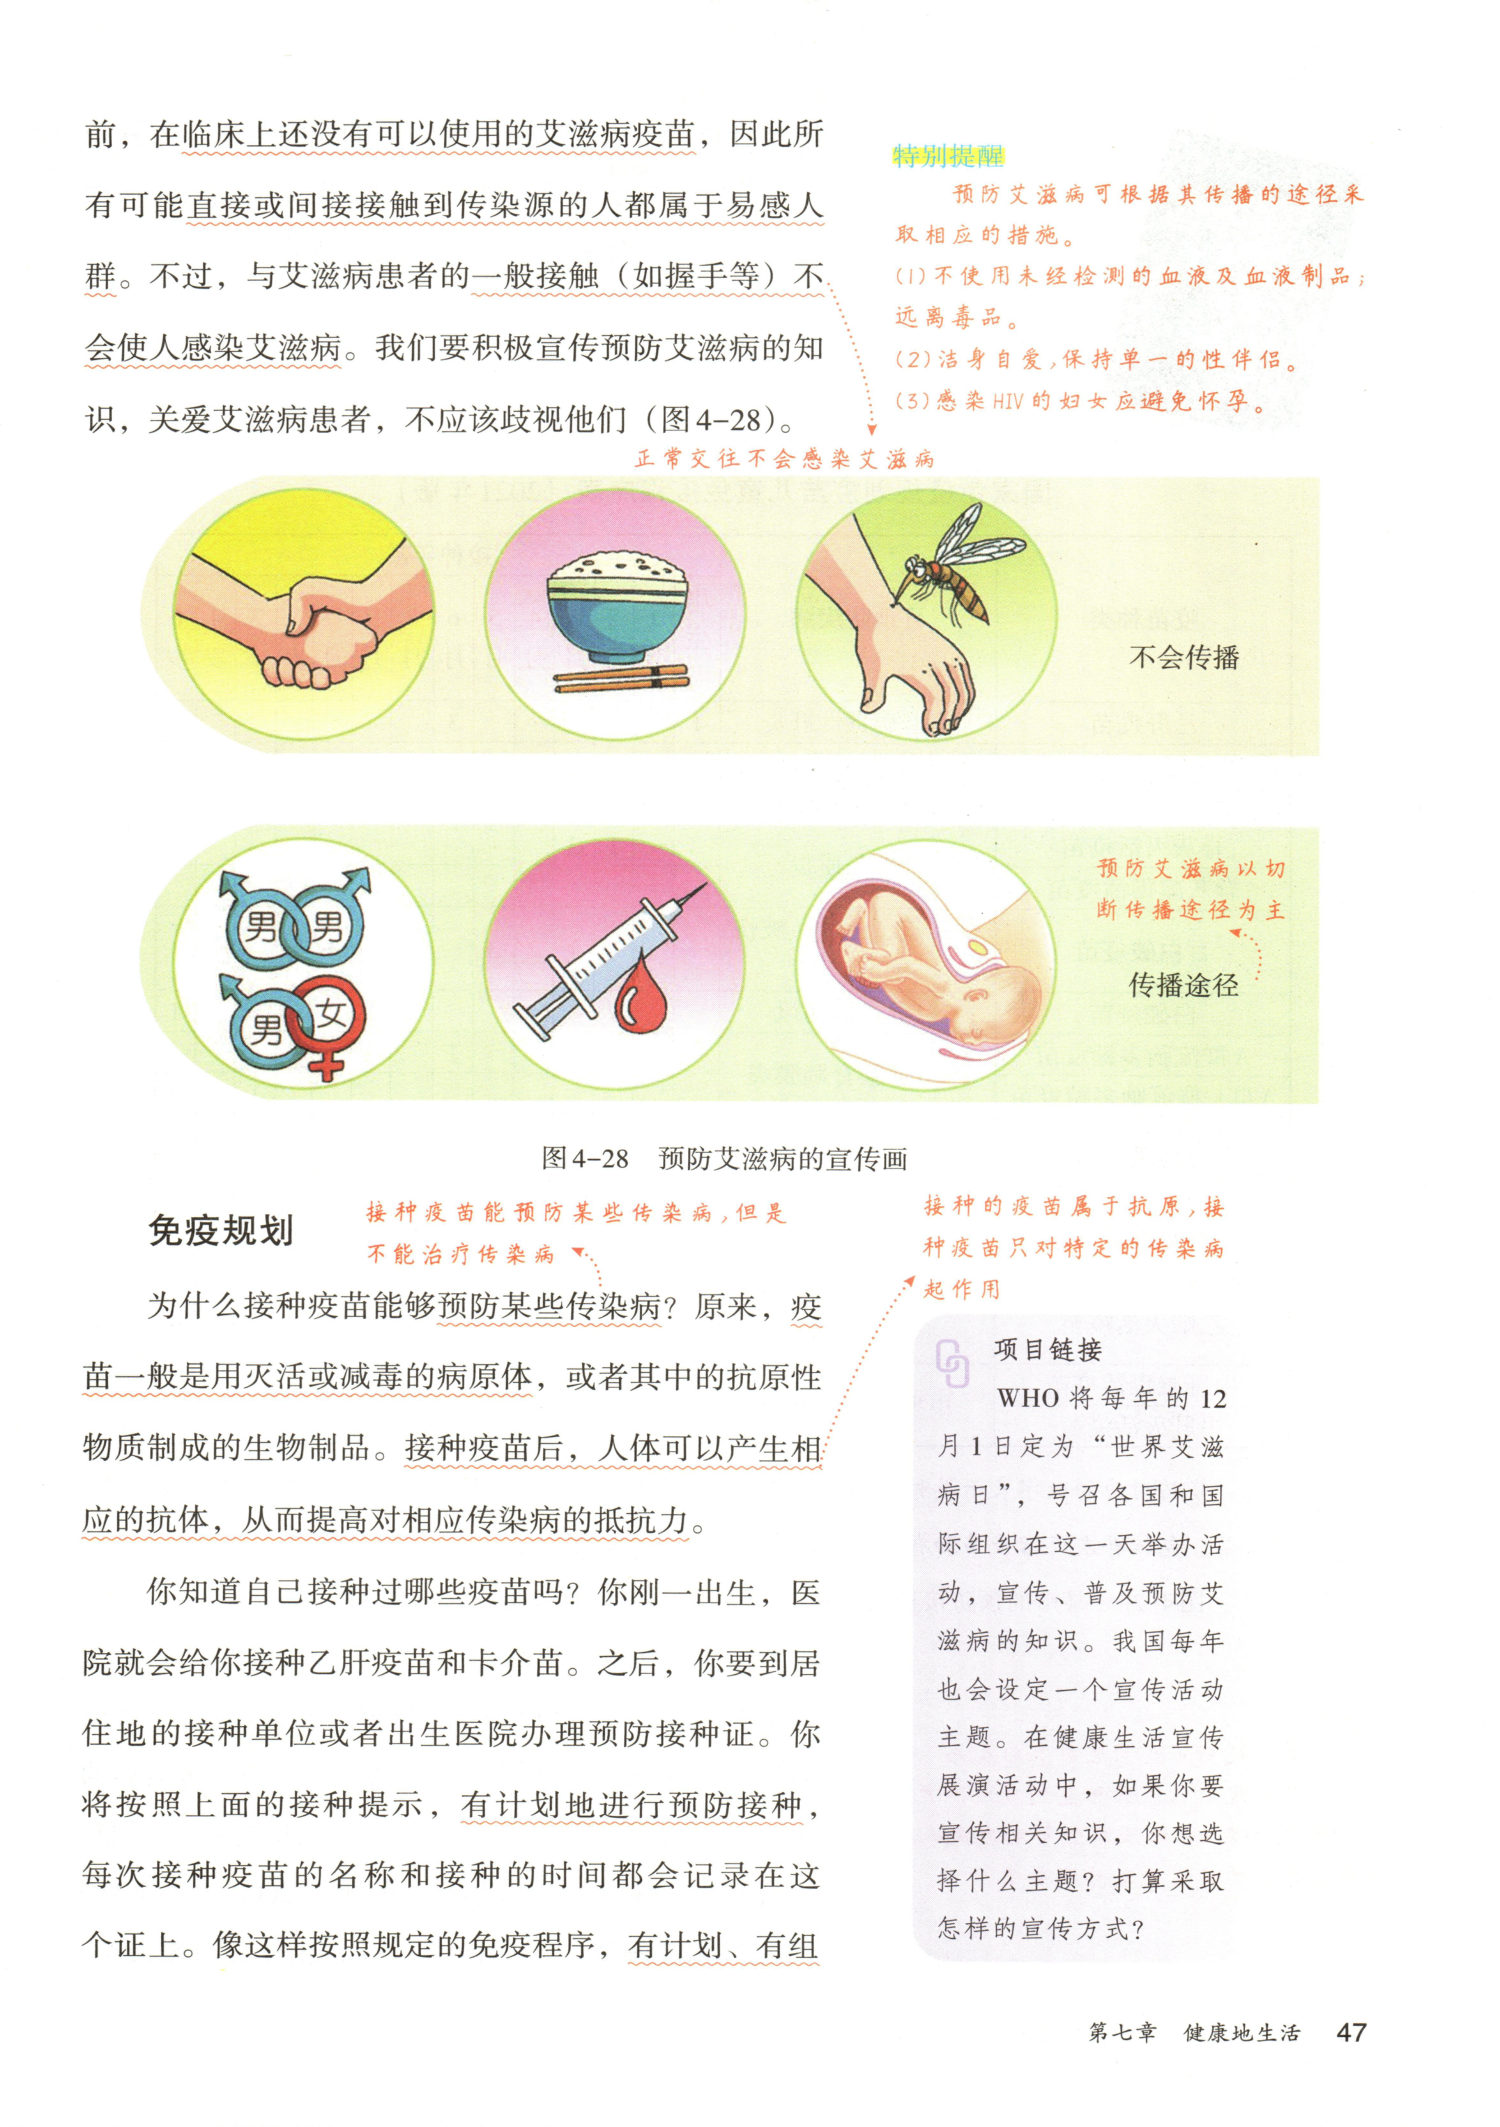 前，在临床上还没有可以使用的艾滋病疫苗，因此所
有可能直接或间接接触到传染源的人都属于易感人
群。不过，与艾滋病患者的一般接触（如握手等）不
会使人感染艾滋病。我们要积极宣传预防艾滋病的知
识，关爱艾滋病患者，不应该歧视他们（图4-28）。
特别提醒
预防艾滋病可根据其传播的途径采
取相应的措施。
(1)不使用未经检测的血液及血液制品；
远离毒品。
(2)洁身自爱，保持单一的性伴侣。
(3)感染HIV的妇女应避免怀孕。
正常交往不会感染艾滋病
不会传播
男 男
男 女
预防艾滋病以切
断传播途径为主
传播途径
图4-28 预防艾滋病的宣传画
免疫规划
接种疫苗能预防某些传染病，但是
不能治疗传染病
接种的疫苗属于抗原，接
种疫苗只对特定的传染病
起作用
为什么接种疫苗能够预防某些传染病？原来，疫
苗一般是用灭活或减毒的病原体，或者其中的抗原性
物质制成的生物制品。接种疫苗后，人体可以产生相
应的抗体，从而提高对相应传染病的抵抗力。
你知道自己接种过哪些疫苗吗？你刚一出生，医
院就会给你接种乙肝疫苗和卡介苗。之后，你要到居
住地的接种单位或者出生医院办理预防接种证。你
将按照上面的接种提示，有计划地进行预防接种，
每次接种疫苗的名称和接种的时间都会记录在这
个证上。像这样按照规定的免疫程序，有计划、有组
项目链接
WHO将每年的12
月1日定为“世界艾滋
病日”，号召各国和国
际组织在这一天举办活
动，宣传、普及预防艾
滋病的知识。我国每年
也会设定一个宣传活动
主题。在健康生活宣传
展演活动中，如果你要
宣传相关知识，你想选
择什么主题？打算采取
怎样的宣传方式？
第七章 健康地生活 47